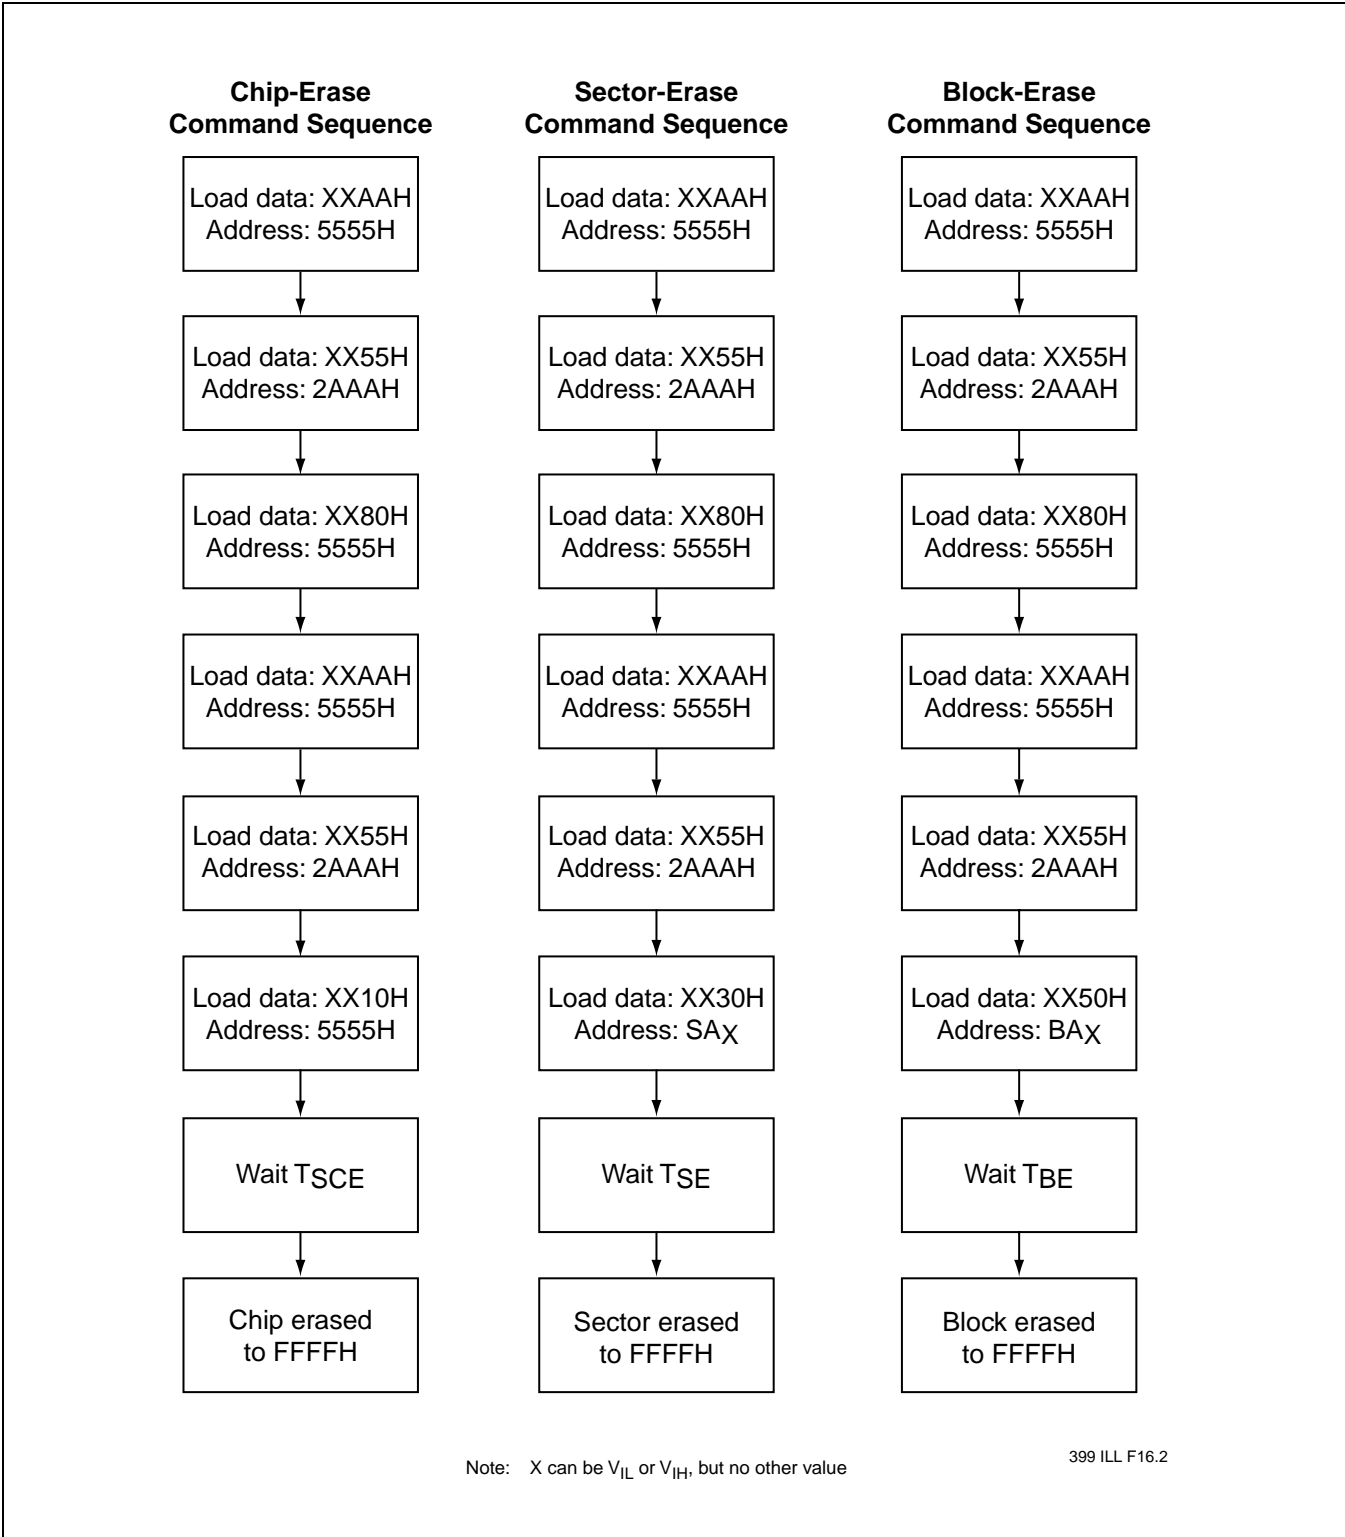 Chip-Erase
Command Sequence
Load data: XXAAH
Address: 5555H
Load data: XX55H
Address: 2AAAH
Load data: XX80H
Address: 5555H
Load data: XXAAH
Address: 5555H
Load data: XX55H
Address: 2AAAH
Load data: XX10H
Address: 5555H
Wait TSCE
Chip erased
to FFFFH
Sector-Erase
Command Sequence
Load data: XXAAH
Address: 5555H
Load data: XX55H
Address: 2AAAH
Load data: XX80H
Address: 5555H
Load data: XXAAH
Address: 5555H
Load data: XX55H
Address: 2AAAH
Load data: XX30H
Address: SAX
Wait TSE
Sector erased
to FFFFH
Block-Erase
Command Sequence
Load data: XXAAH
Address: 5555H
Load data: XX55H
Address: 2AAAH
Load data: XX80H
Address: 5555H
Load data: XXAAH
Address: 5555H
Load data: XX55H
Address: 2AAAH
Load data: XX50H
Address: BAX
Wait TBE
Block erased
to FFFFH
Note: X can be VIL or VIH, but no other value
399 ILL F16.2